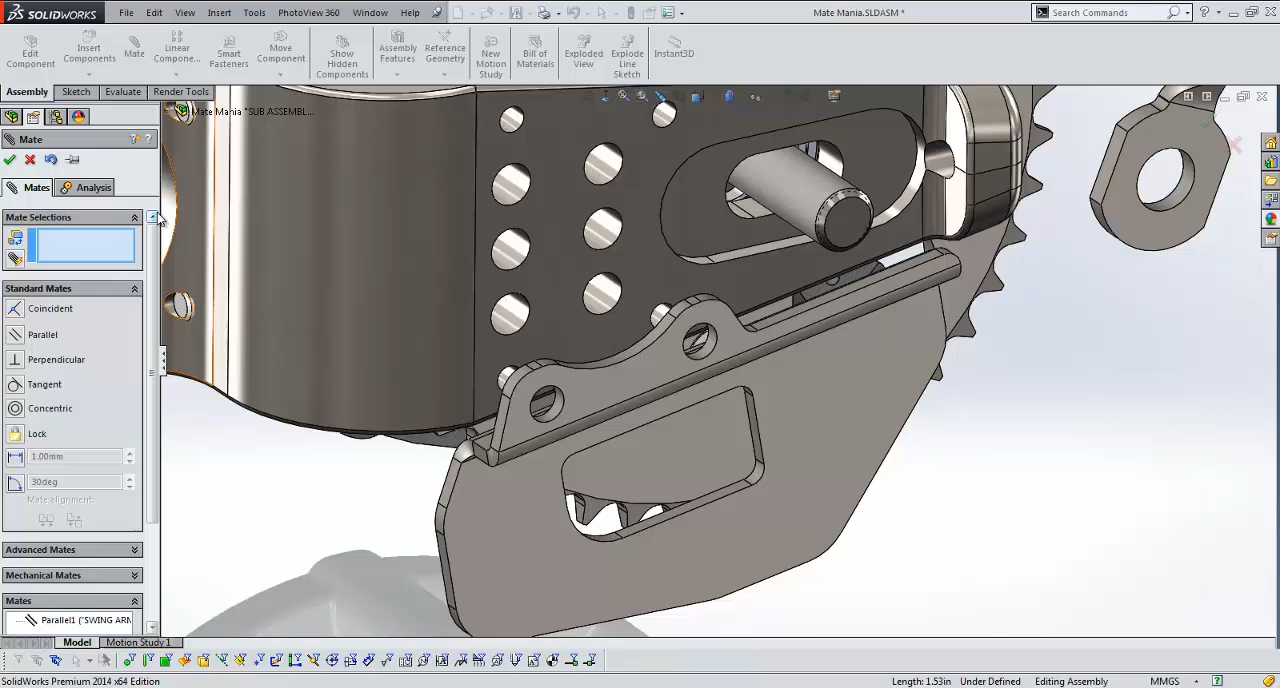 SOLIDWORKS File Edit View Insert Tools PhotoView 360 Window Help Mate Mania.SLDASM * Search Commands
Edit Component
Insert Components
Mate
Linear Compone...
Smart Fasteners
Move Component
Show Hidden Components
Assembly Features
Reference Geometry
New Motion Study
Bill of Materials
Exploded View
Explode Line Sketch
Instant3D
Assembly Sketch Evaluate Render Tools
Mate Mania "SUB ASSEMBL...
Mate
Mates Analysis
Mate Selections
Standard Mates
Coincident
Parallel
Perpendicular
Tangent
Concentric
Lock
1.00mm
30deg
Mate alignment:
Advanced Mates
Mechanical Mates
Mates
Parallel1 ("SWING ARN
Model Motion Study 1
SolidWorks Premium 2014 x64 Edition Length: 1.53in Under Defined Editing Assembly MMGS